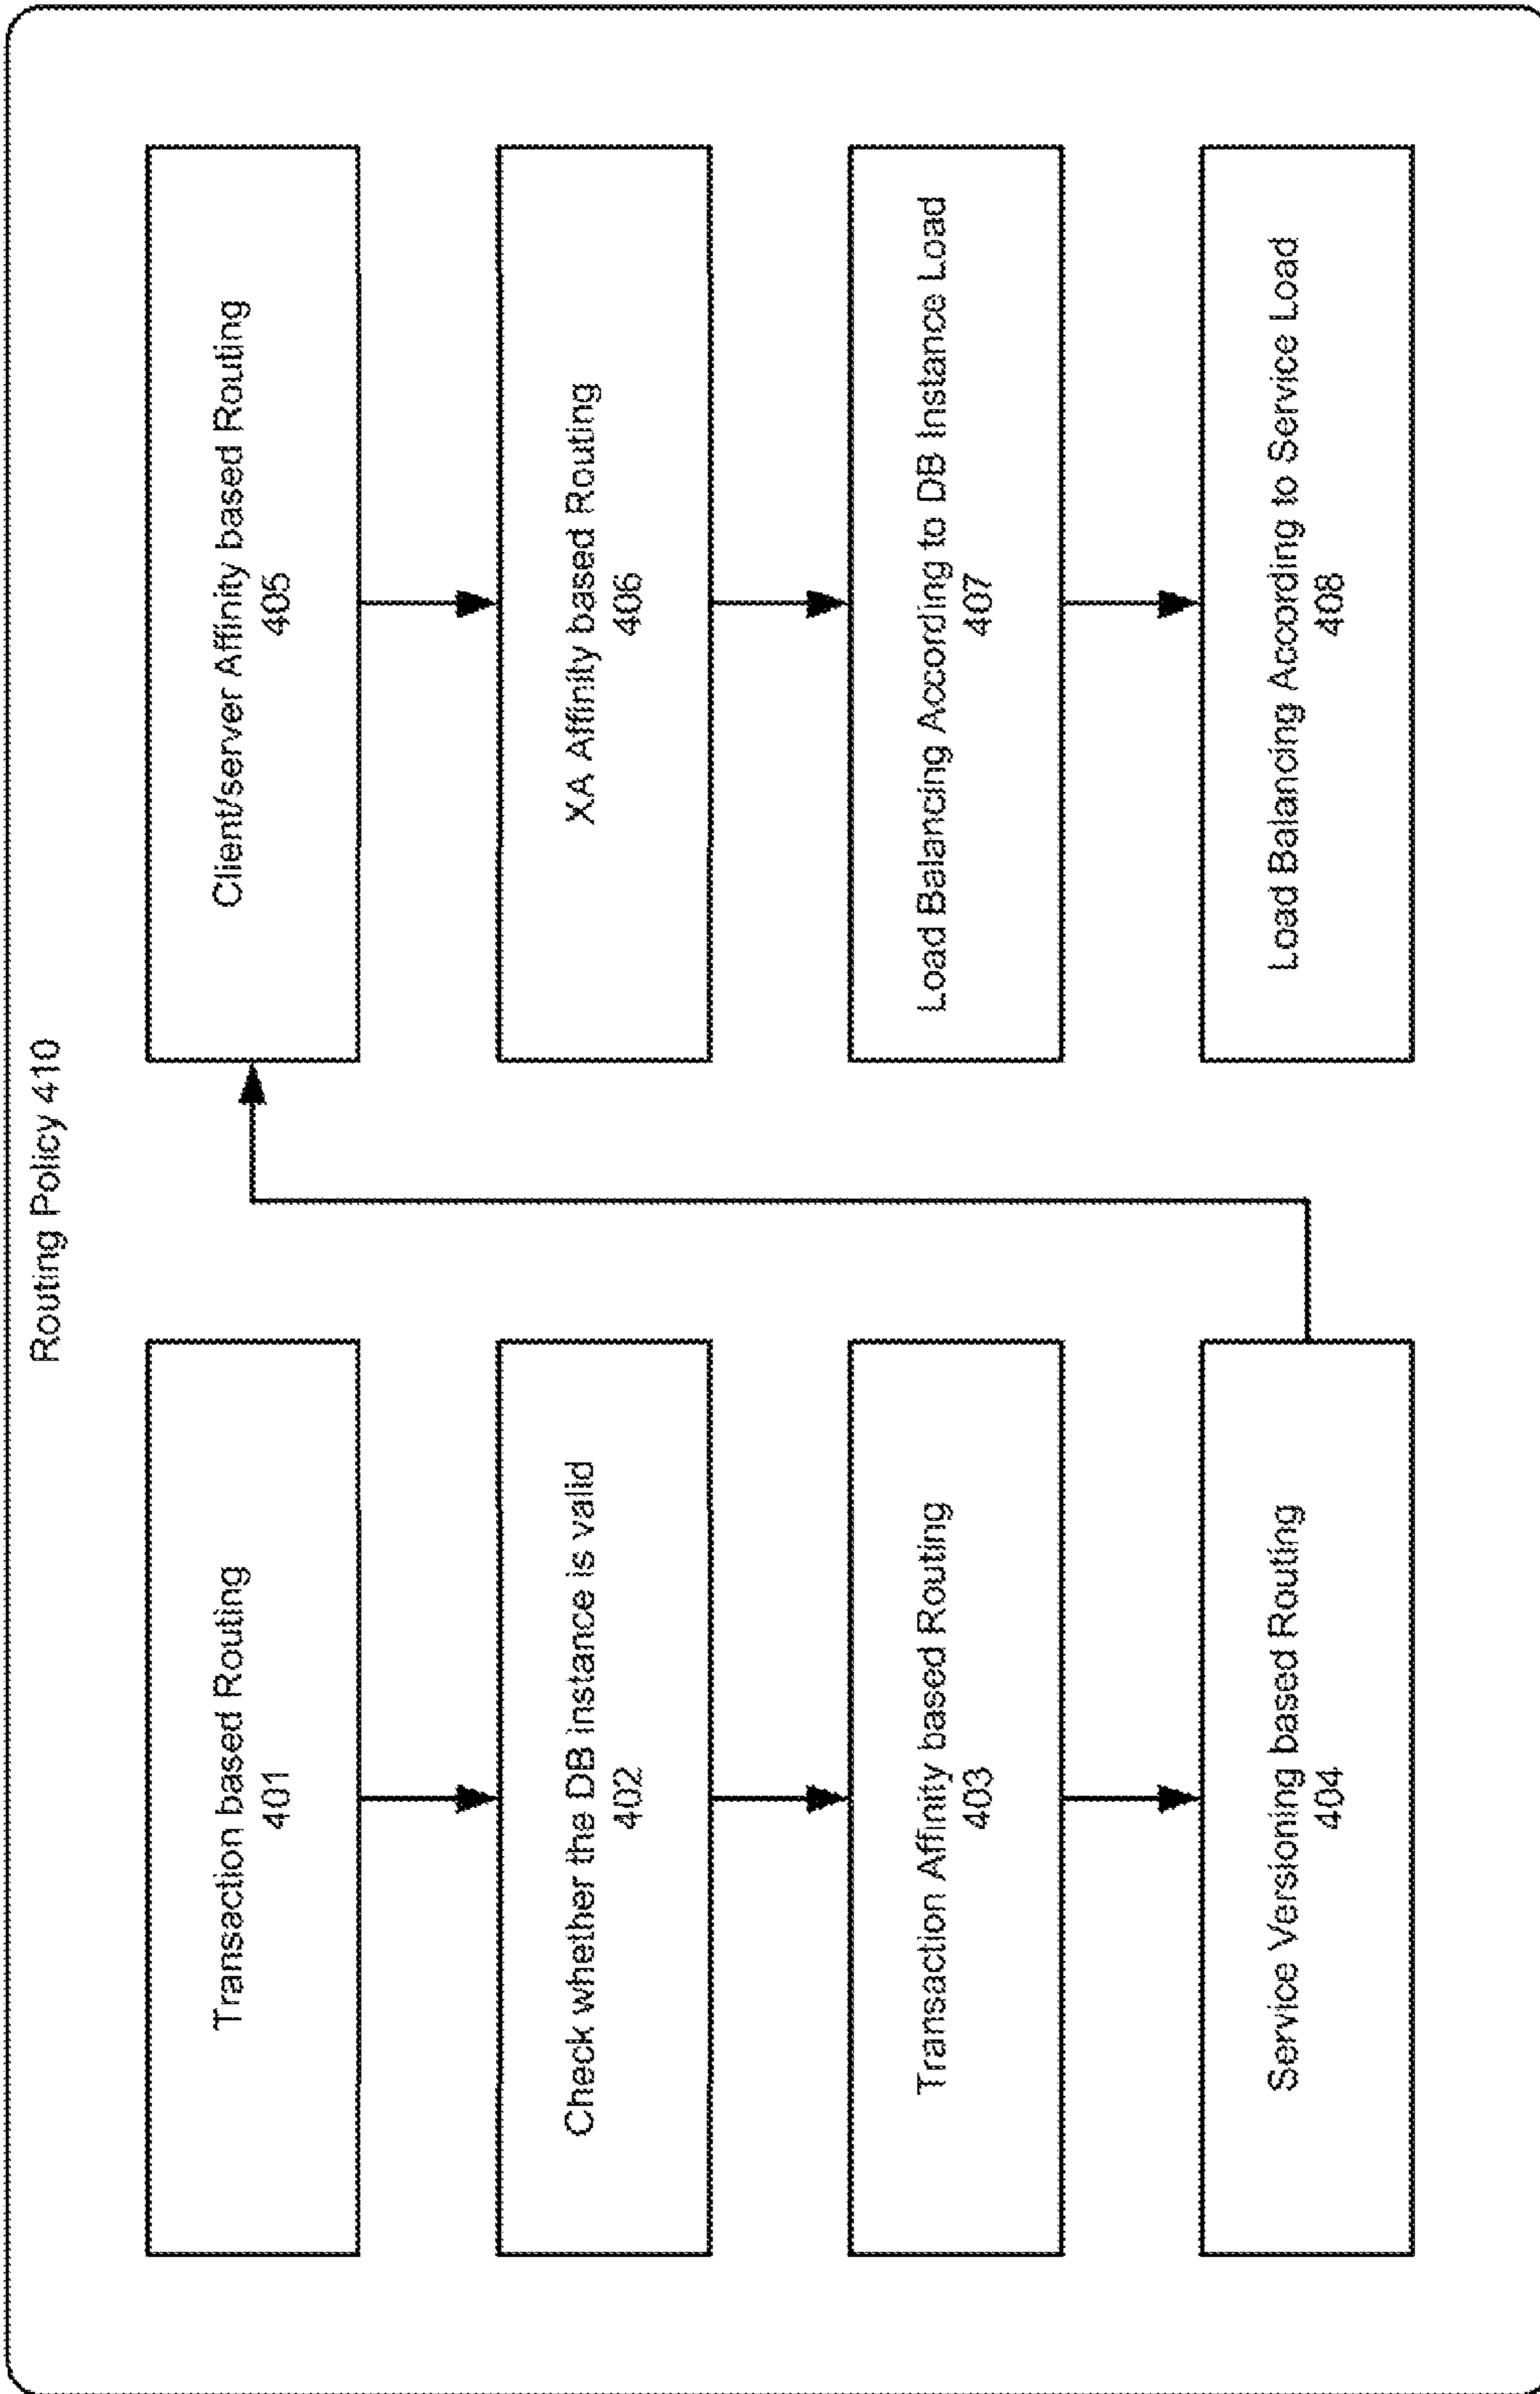 Routing Policy 410
Transaction based Routing
401
Check whether the DB instance is valid
402
Transaction Affinity based Routing
403
Service Versioning based Routing
404
Client/server Affinity based Routing
405
XA Affinity based Routing
406
Load Balancing According to DB Instance Load
407
Load Balancing According to Service Load
408